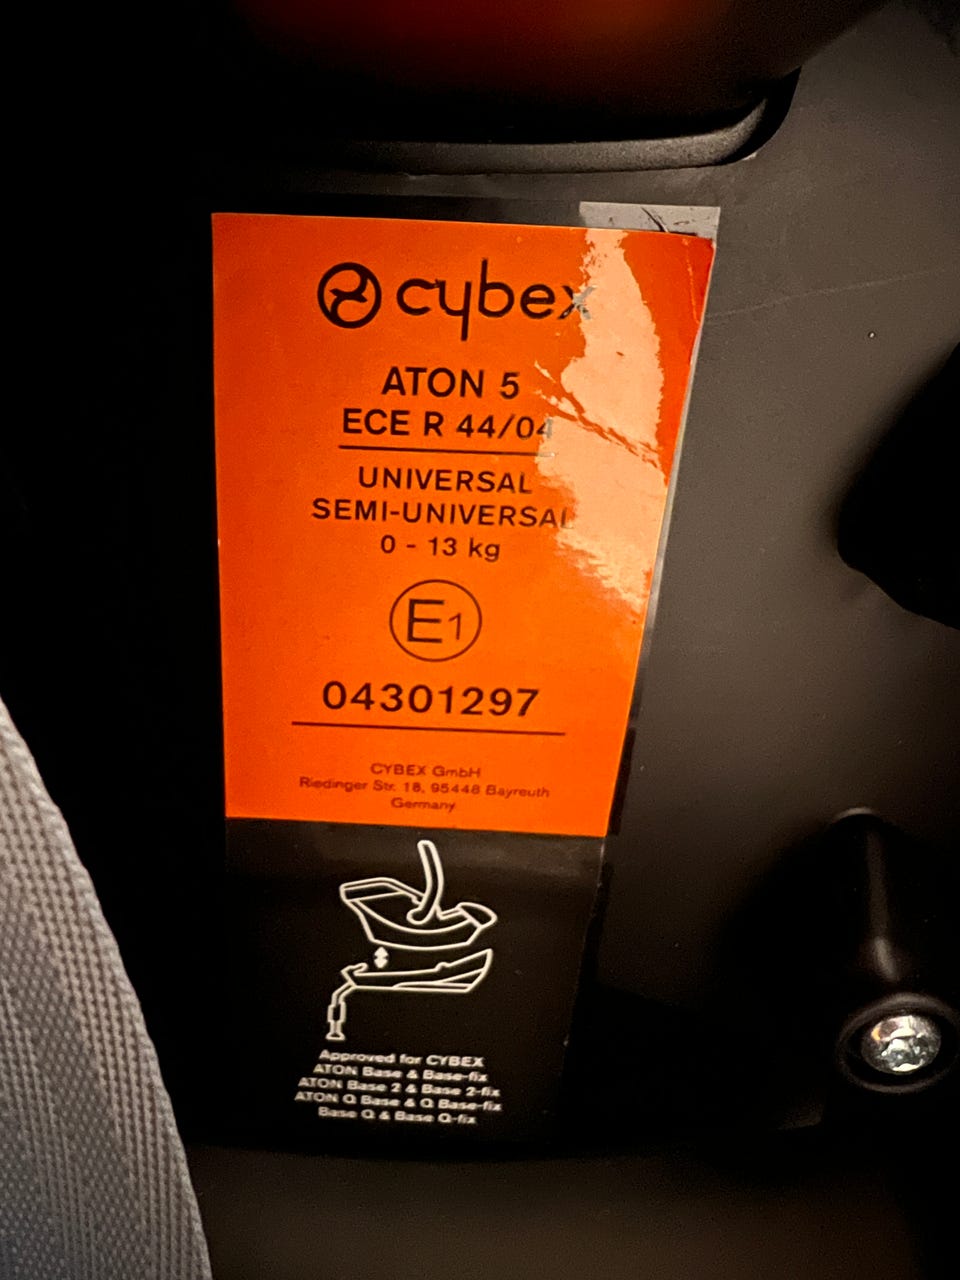 cybex
ATON 5
ECE R 44/04
UNIVERSAL
SEMI-UNIVERSAL
0 - 13 kg
E1
04301297
CYBEX GmbH
Riedinger Str. 18, 95448 Bayreuth
Germany
Approved for CYBEX
ATON Base & Base-fix
ATON Base 2 & Base 2-fix
ATON Q Base & Q Base-fix
Base Q & Base Q-fix